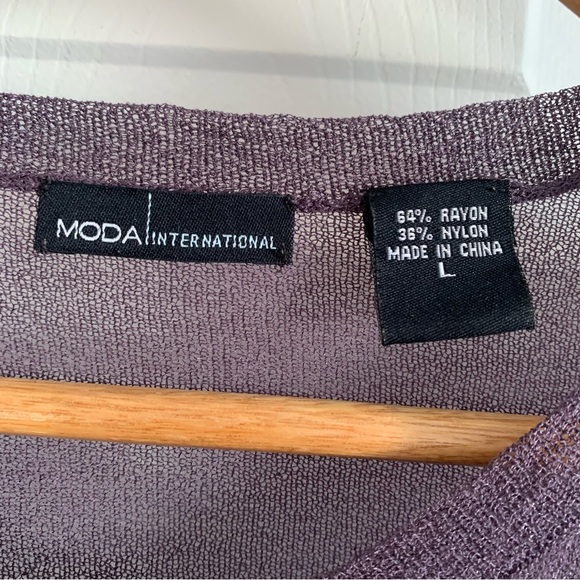 MODA INTERNATIONAL
64% RAYON
36% NYLON
MADE IN CHINA
L